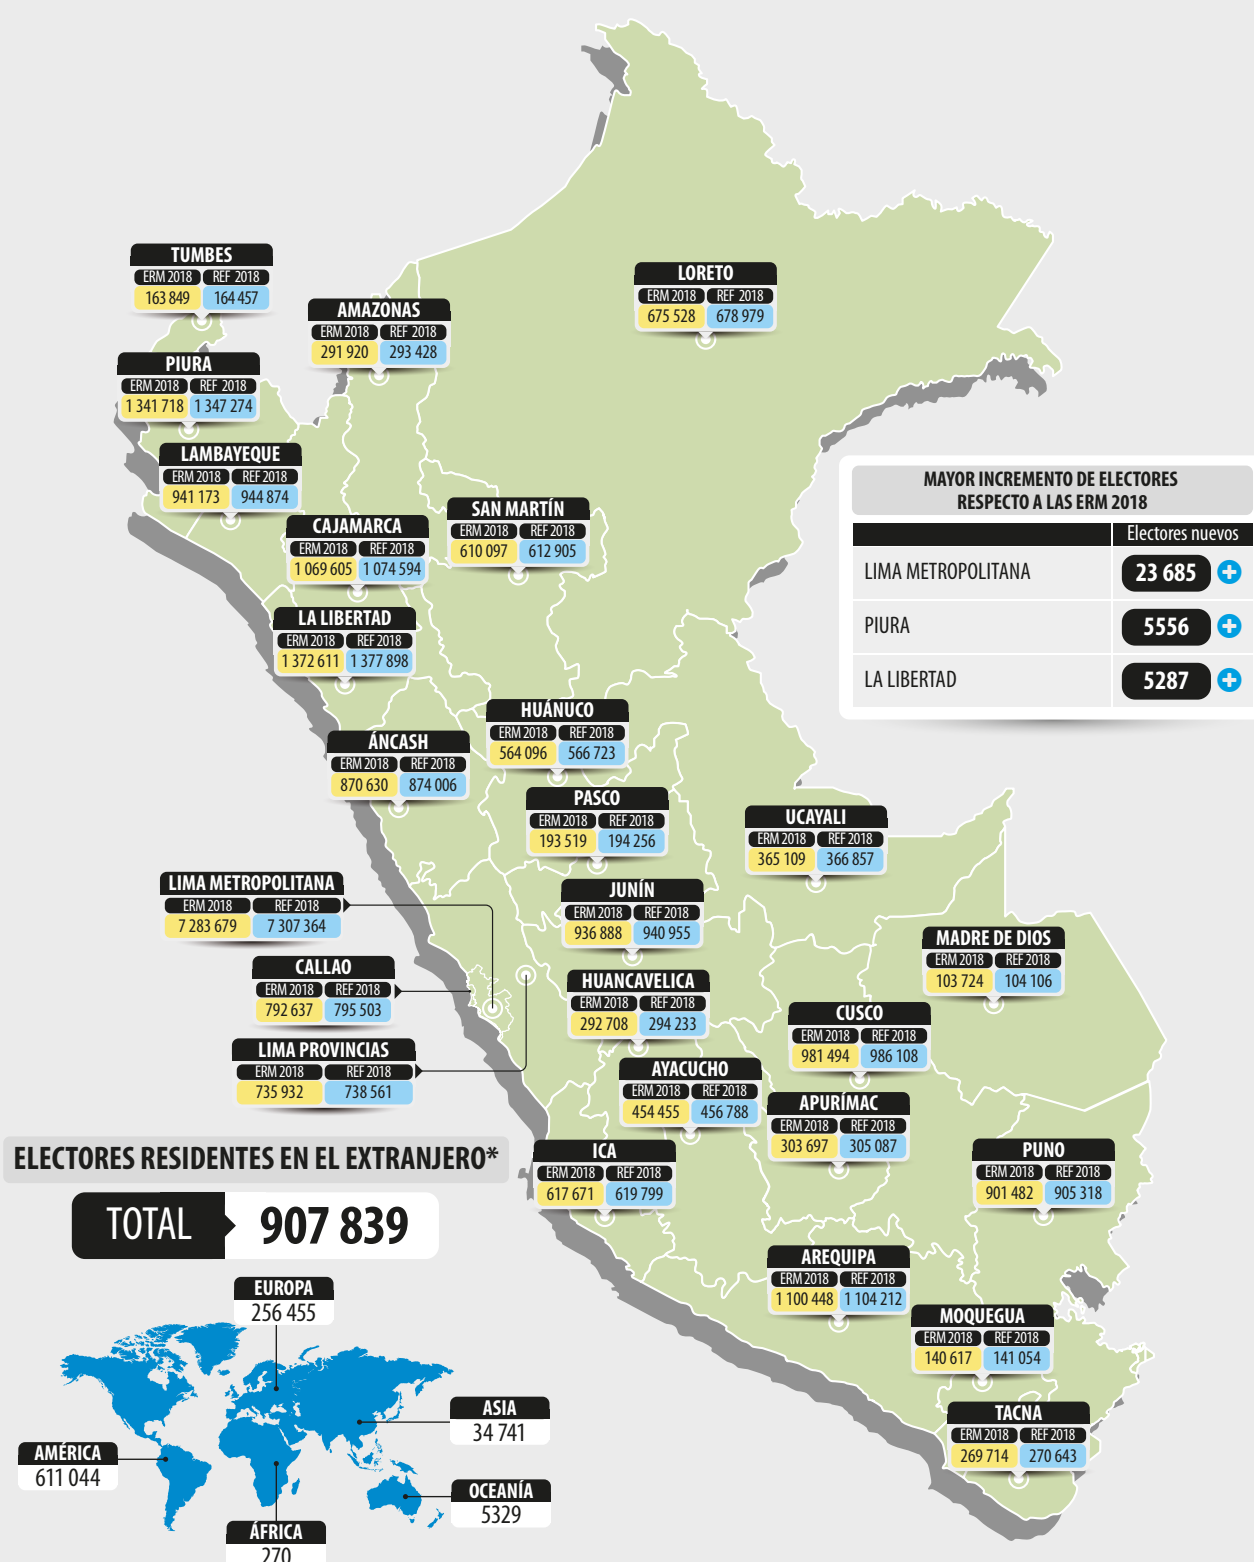 TUMBES
ERM 2018 REF 2018
163 849 164 457
AMAZONAS
ERM 2018 REF 2018
291 920 293 428
LORETO
ERM 2018 REF 2018
675 528 678 979
PIURA
ERM 2018 REF 2018
1 341 718 1 347 274
LAMBAYEQUE
ERM 2018 REF 2018
941 173 944 874
CAJAMARCA
ERM 2018 REF 2018
1 069 605 1 074 594
SAN MARTÍN
ERM 2018 REF 2018
610 097 612 905
MAYOR INCREMENTO DE ELECTORES
RESPECTO A LAS ERM 2018
Electores nuevos
LIMA METROPOLITANA 23 685
PIURA 5556
LA LIBERTAD 5287
LA LIBERTAD
ERM 2018 REF 2018
1 372 611 1 377 898
HUÁNUCO
ERM 2018 REF 2018
564 096 566 723
ÁNCASH
ERM 2018 REF 2018
870 630 874 006
PASCO
ERM 2018 REF 2018
193 519 194 256
UCAYALI
ERM 2018 REF 2018
365 109 366 857
LIMA METROPOLITANA
ERM 2018 REF 2018
7 283 679 7 307 364
JUNÍN
ERM 2018 REF 2018
936 888 940 955
MADRE DE DIOS
ERM 2018 REF 2018
103 724 104 106
CALLAO
ERM 2018 REF 2018
792 637 795 503
HUANCAVELICA
ERM 2018 REF 2018
292 708 294 233
CUSCO
ERM 2018 REF 2018
981 494 986 108
LIMA PROVINCIAS
ERM 2018 REF 2018
735 932 738 561
AYACUCHO
ERM 2018 REF 2018
454 455 456 788
APURÍMAC
ERM 2018 REF 2018
303 697 305 087
ICA
ERM 2018 REF 2018
617 671 619 799
PUNO
ERM 2018 REF 2018
901 482 905 318
AREQUIPA
ERM 2018 REF 2018
1 100 448 1 104 212
MOQUEGUA
ERM 2018 REF 2018
140 617 141 054
TACNA
ERM 2018 REF 2018
269 714 270 643
ELECTORES RESIDENTES EN EL EXTRANJERO*
TOTAL 907 839
EUROPA
256 455
ASIA
34 741
AMÉRICA
611 044
OCEANÍA
5329
ÁFRICA
270